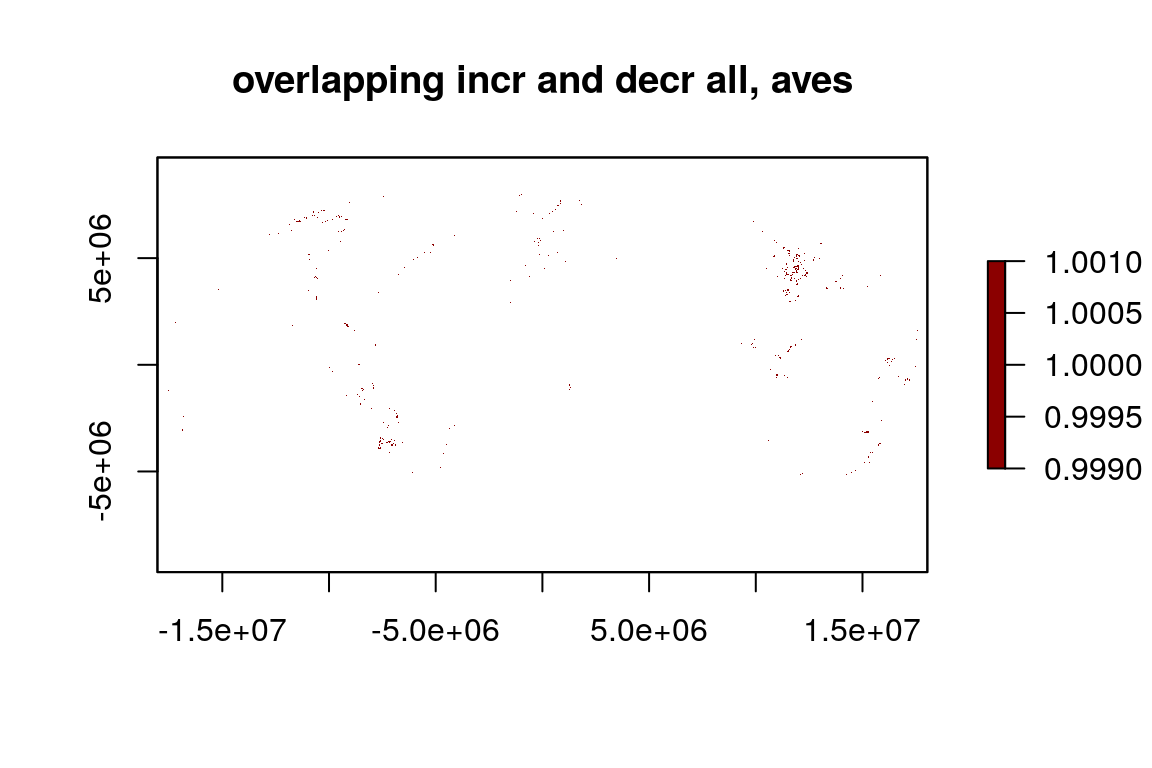 overlapping incr and decr all, aves
5e+06
-5e+06
-1.5e+07
-5.0e+06
5.0e+06
1.5e+07
1.0010
1.0005
1.0000
0.9995
0.9990